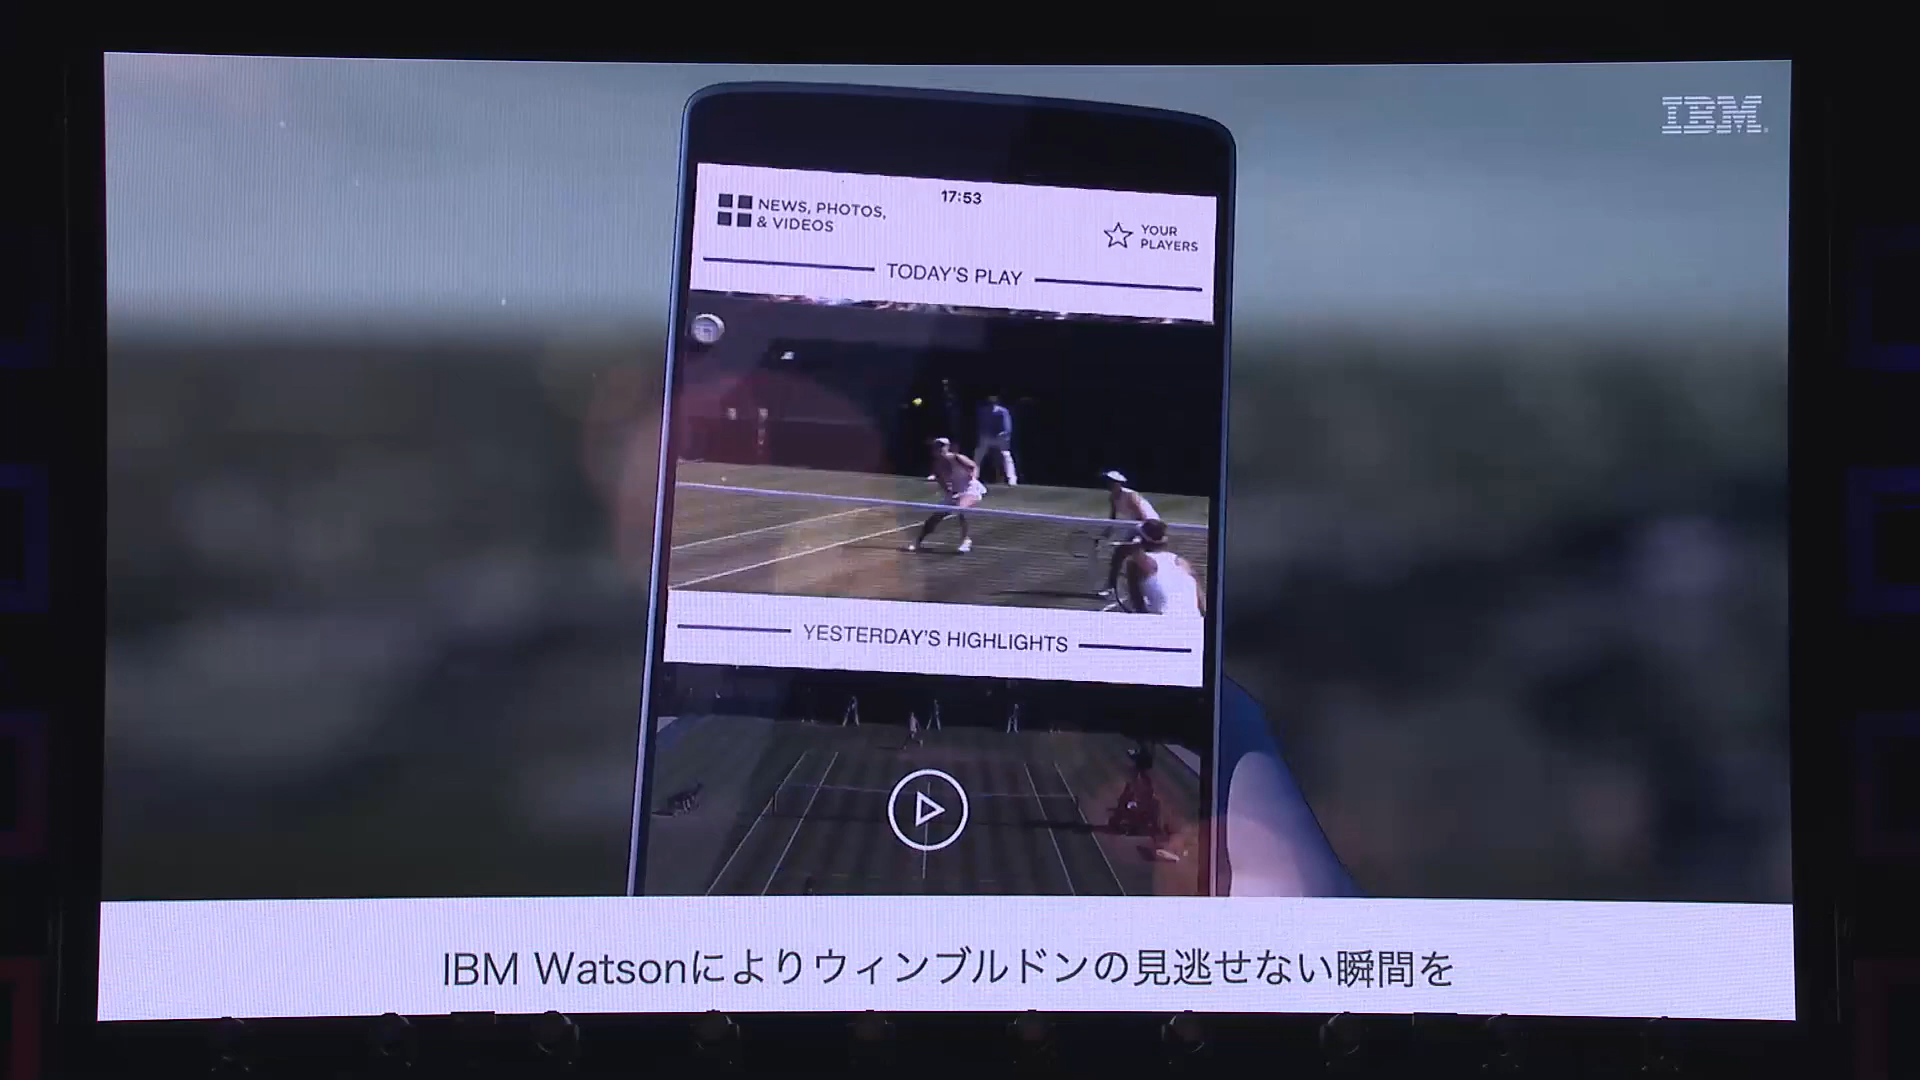 IBM
17:53
NEWS, PHOTOS,
& VIDEOS
YOUR
PLAYERS
TODAY'S PLAY
YESTERDAY'S HIGHLIGHTS
IBM Watsonによりウィンブルドンの見逃せない瞬間を